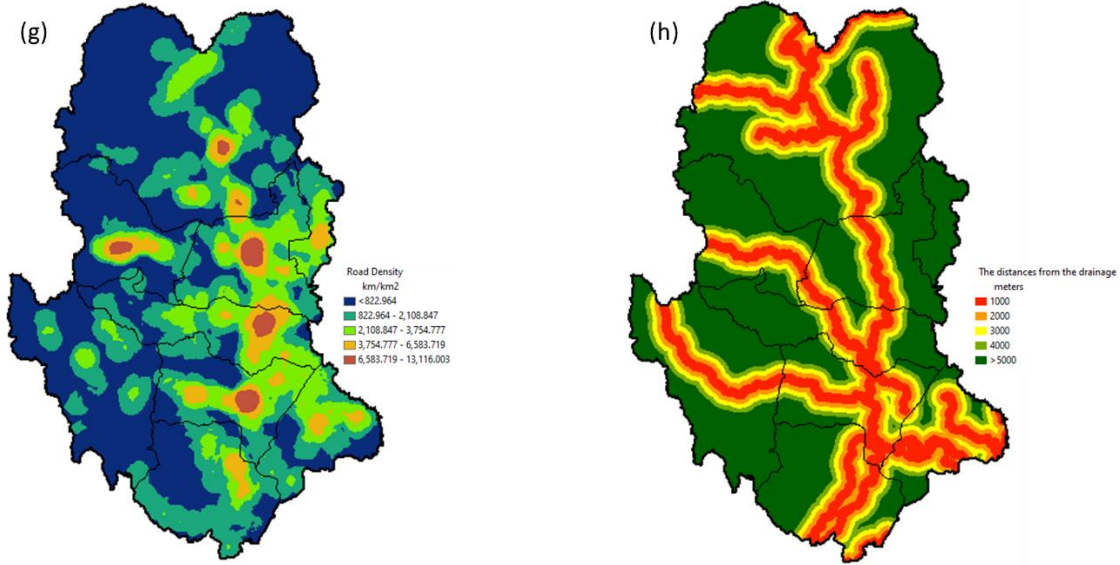 (g)
Road Density
km/km2
<822.964
822.964 - 2,108.847
2,108.847 - 3,754.777
3,754.777 - 6,583.719
6,583.719 - 13,116.003
(h)
The distances from the drainage
meters
1000
2000
3000
4000
>5000